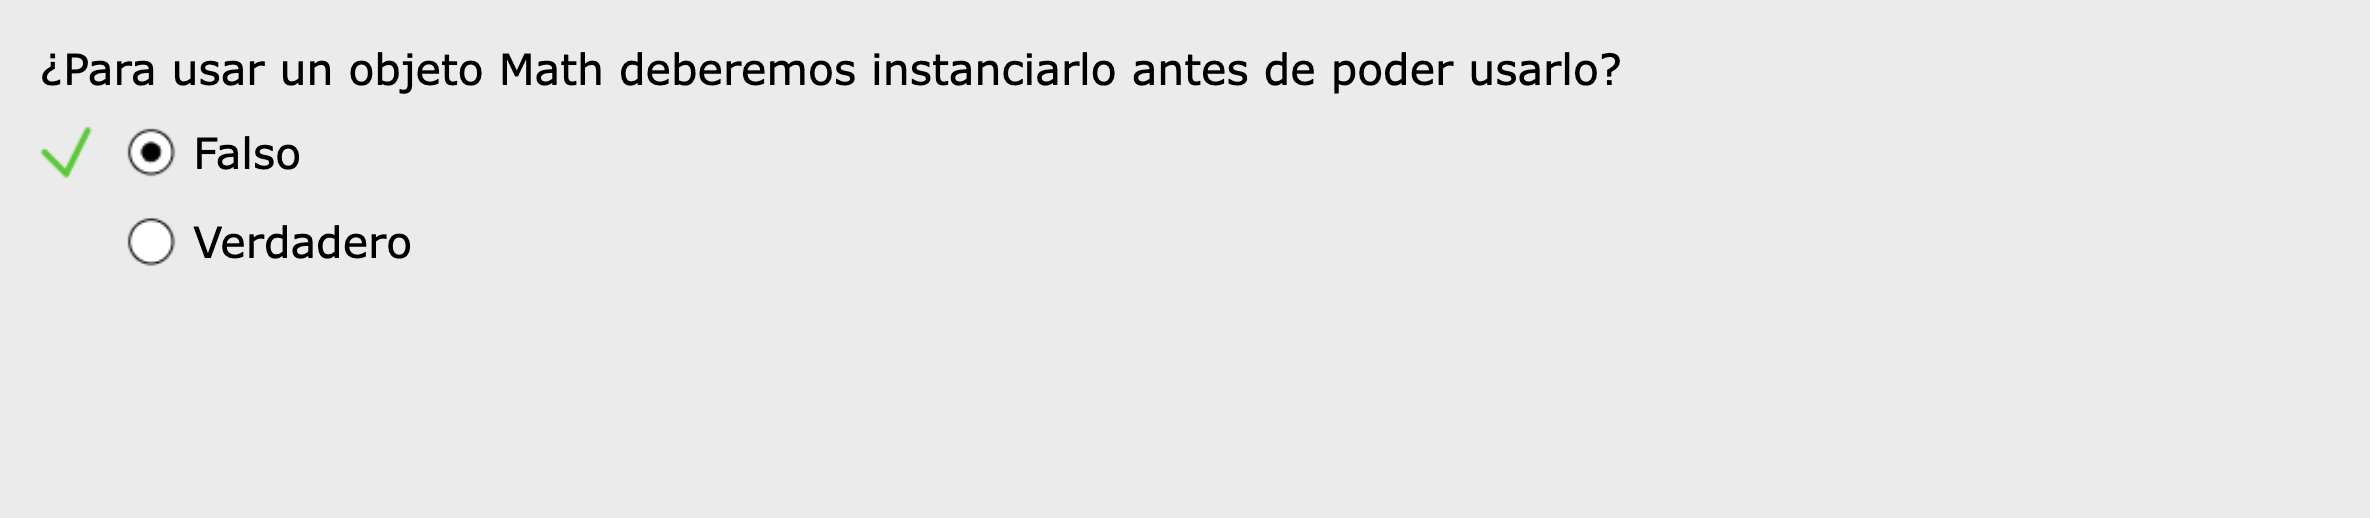 ¿Para usar un objeto Math deberemos instanciarlo antes de poder usarlo?
Falso
Verdadero